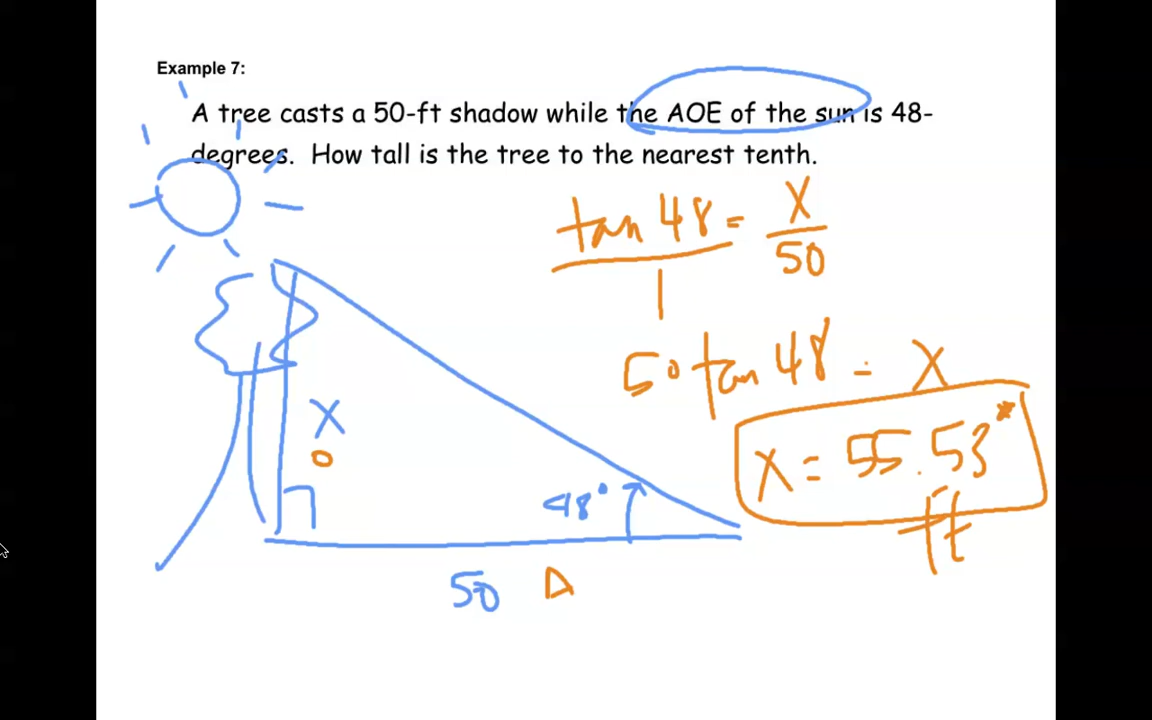 Example 7:
A tree casts a 50-ft shadow while the AOE of the sun is 48-
degrees. How tall is the tree to the nearest tenth.
tan 48 = x
50
1
50 tan 48 = x
x = 55.53*
ft
x
o
48°
50 A